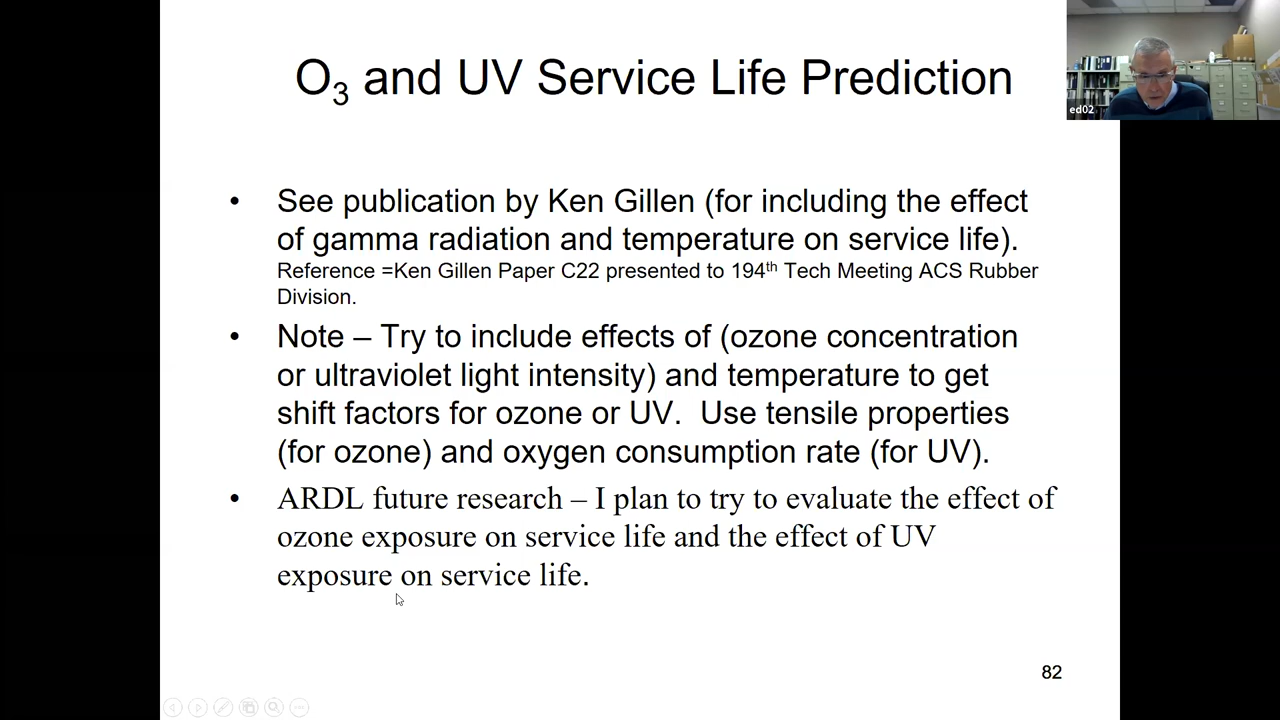 O3 and UV Service Life Prediction
ed02
• See publication by Ken Gillen (for including the effect
of gamma radiation and temperature on service life).
Reference =Ken Gillen Paper C22 presented to 194th Tech Meeting ACS Rubber
Division.
• Note – Try to include effects of (ozone concentration
or ultraviolet light intensity) and temperature to get
shift factors for ozone or UV. Use tensile properties
(for ozone) and oxygen consumption rate (for UV).
• ARDL future research – I plan to try to evaluate the effect of
ozone exposure on service life and the effect of UV
exposure on service life.
82